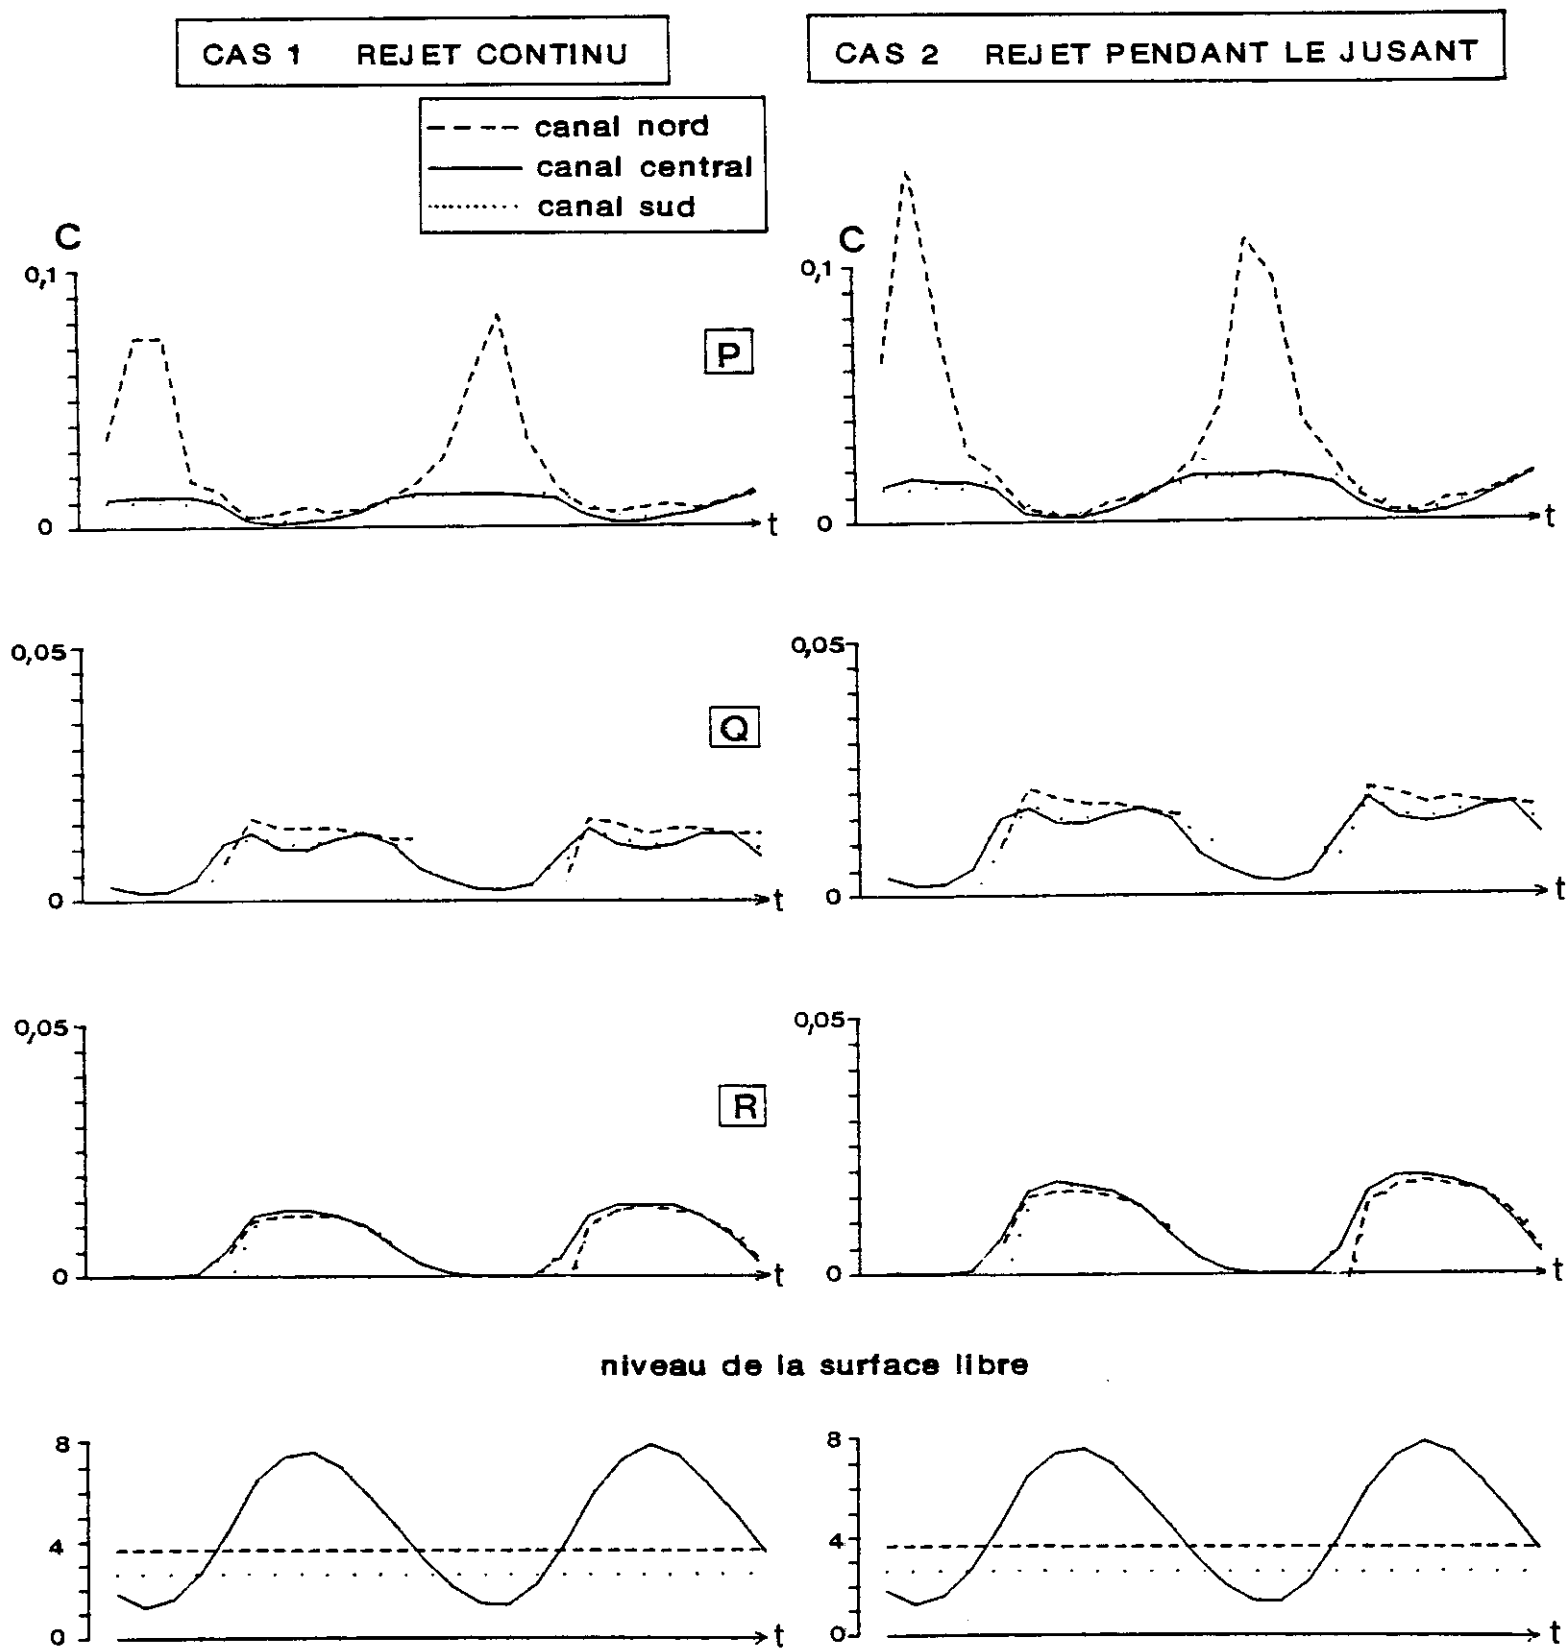 CAS 1 REJET CONTINU
CAS 2 REJET PENDANT LE JUSANT
canal nord
canal central
canal sud
C
0,1
P
0
t
C
0,1
0
t
0,05
Q
0
t
0,05
0
t
0,05
R
0
t
0,05
0
t
niveau de la surface libre
8
4
0
t
8
4
0
t